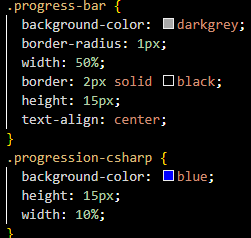 .progress-bar {
background-color: darkgrey;
border-radius: 1px;
width: 50%;
border: 2px solid black;
height: 15px;
text-align: center;
}
.progression-csharp {
background-color: blue;
height: 15px;
width: 10%;
}